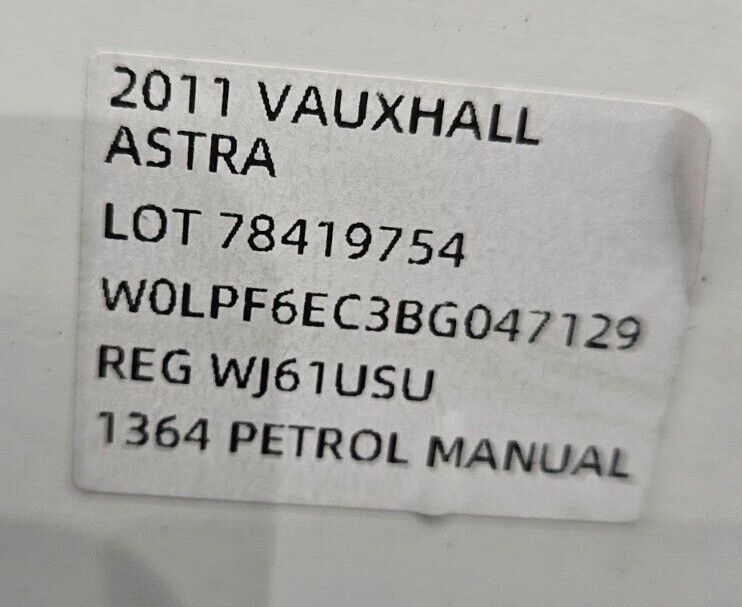 2011 VAUXHALL
ASTRA
LOT 78419754
W0LPF6EC3BG047129
REG WJ61USU
1364 PETROL MANUAL